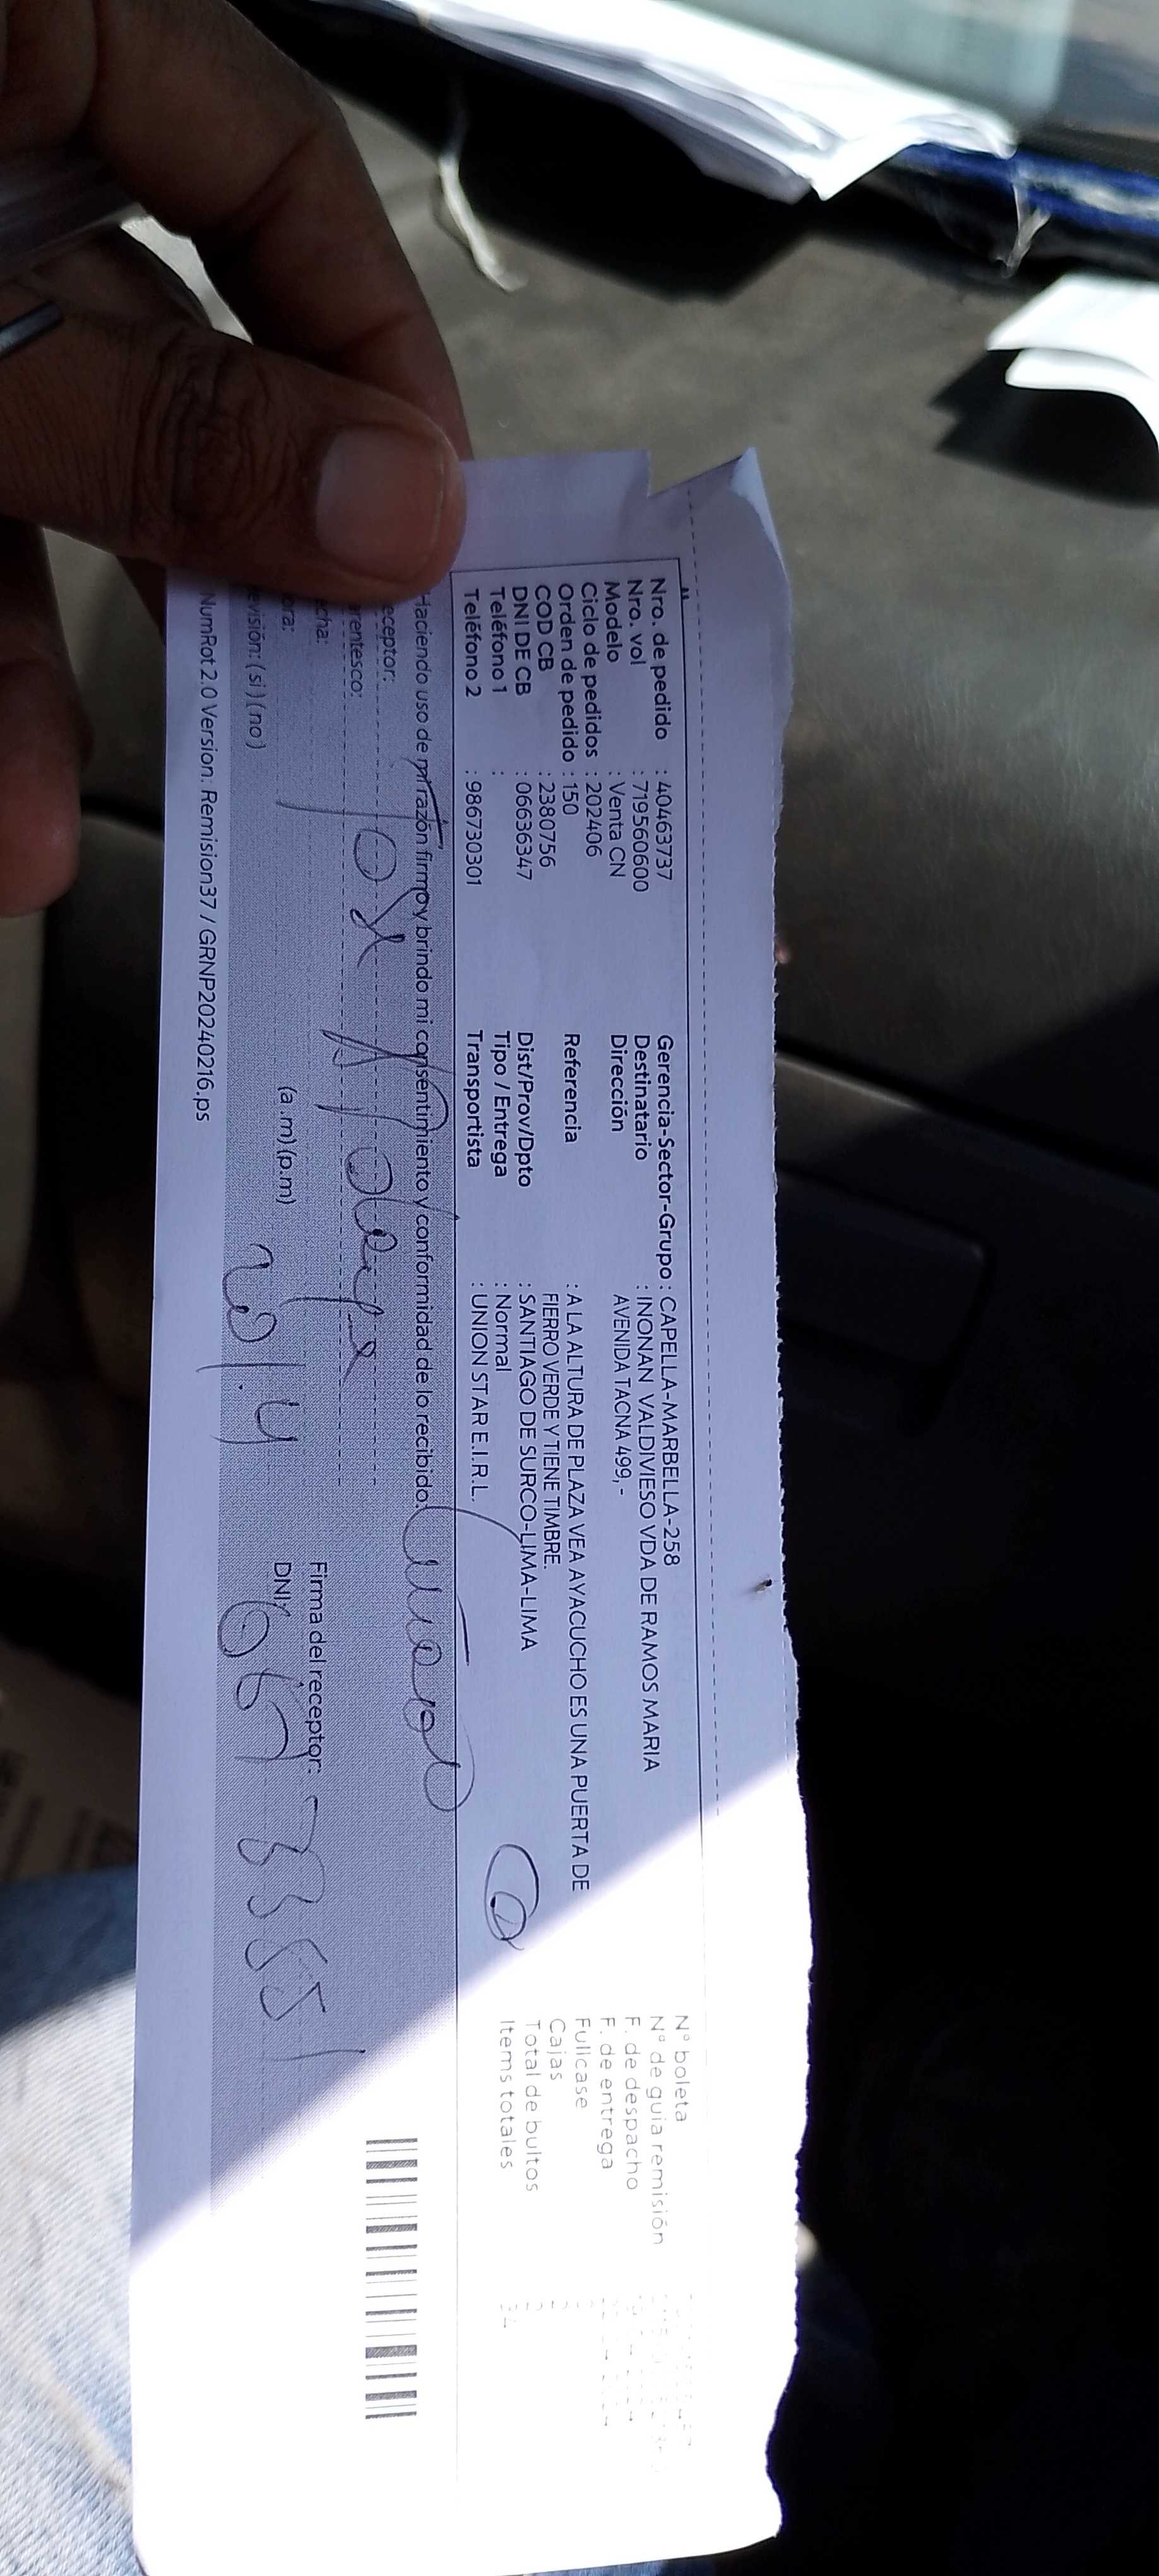 Nro. de pedido : 40463737
Nro. vol : 719560600
Modelo : Venta CN
Ciclo de pedidos : 202406
Orden de pedido : 150
COD CB : 2380756
DNI DE CB : 06636347
Teléfono 1 :
Teléfono 2 : 986730301
Gerencia-Sector-Grupo : CAPELLA-MARBELLA-258
Destinatario : INONAN VALDIVIESO VDA DE RAMOS MARIA
Dirección AVENIDA TACNA 499,-
Referencia : A LA ALTURA DE PLAZA VEA AYACUCHO ES UNA PUERTA DE
FIERRO VERDE Y TIENE TIMBRE.
Dist/Prov/Dpto : SANTIAGO DE SURCO-LIMA-LIMA
Tipo / Entrega : Normal
Transportista : UNION STAR E.I.R.L.
N° boleta
N° de guia remisión
F. de despacho
F. de entrega
Fullcase
Cajas
Total de bultos
Items totales
Haciendo uso de mi razón firmo y brindo mi consentimiento y conformidad de lo recibido.
eceptor:
rentesco:
echa:
ora: (a.m)(p.m)
evisión: ( si ) ( no )
Firma del receptor:
DNI:
NumRot 2.0 Version: Remision37 / GRNP20240216.ps